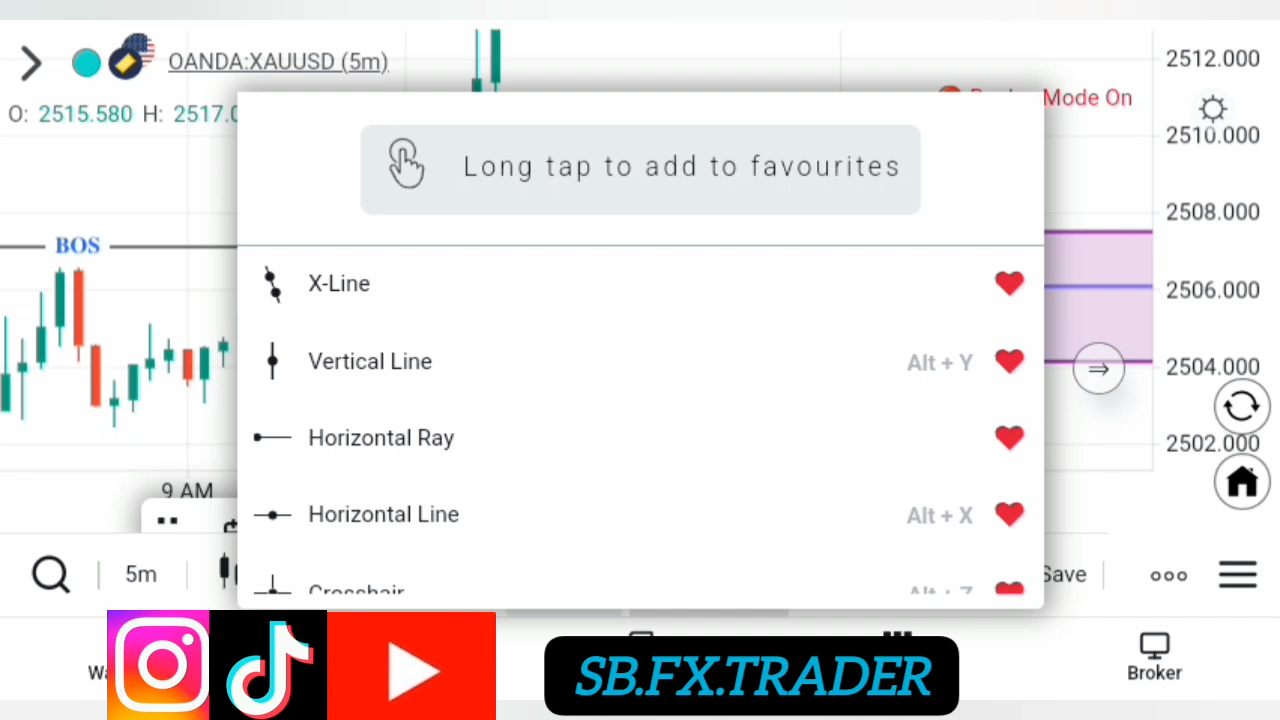 OANDA:XAUUSD (5m)
O: 2515.580 H: 2517.0
Mode On
2512.000
2510.000
2508.000
2506.000
2504.000
2502.000
Long tap to add to favourites
BOS
X-Line
Vertical Line Alt + Y
Horizontal Ray
Horizontal Line Alt + X
Crosshair Alt + Z
9 AM
5m
Save
SB.FX.TRADER
Broker